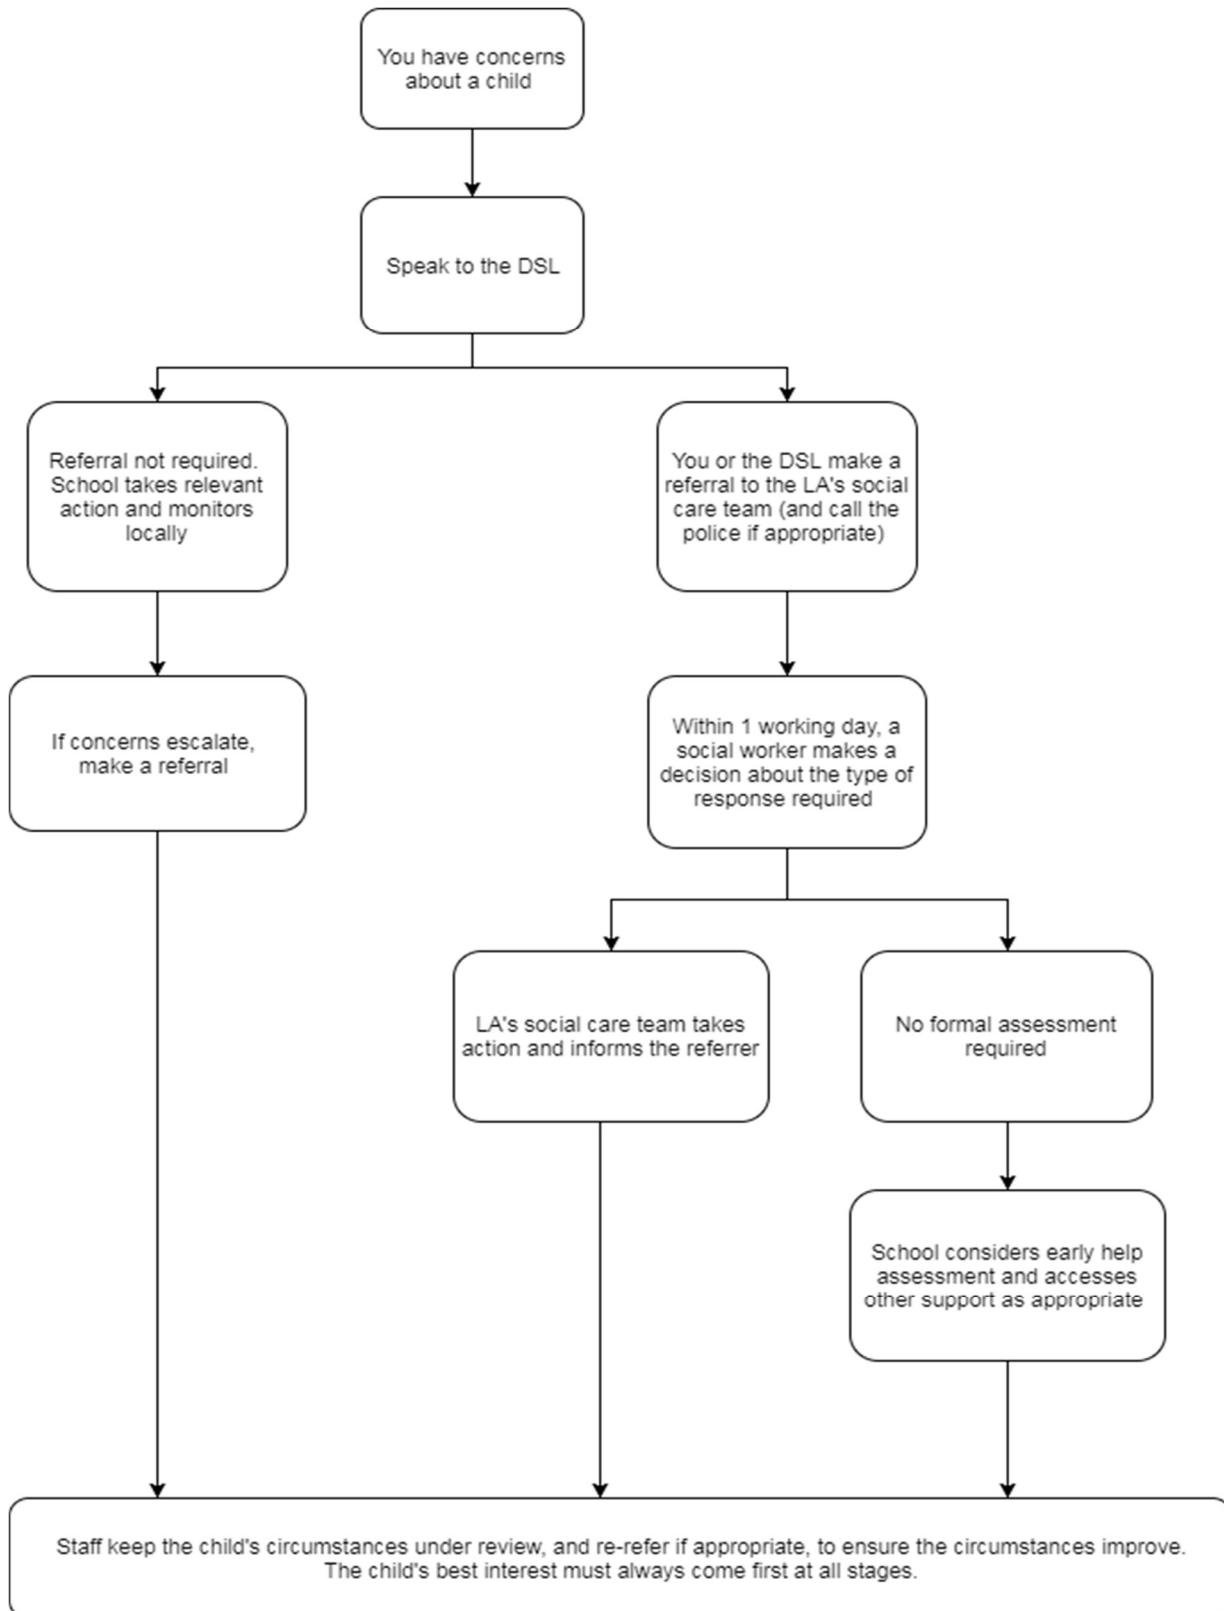 You have concerns
about a child
Speak to the DSL
Referral not required.
School takes relevant
action and monitors
locally
You or the DSL make a
referral to the LA's social
care team (and call the
police if appropriate)
If concerns escalate,
make a referral
Within 1 working day, a
social worker makes a
decision about the type of
response required
LA's social care team takes
action and informs the referrer
No formal assessment
required
School considers early help
assessment and accesses
other support as appropriate
Staff keep the child's circumstances under review, and re-refer if appropriate, to ensure the circumstances improve.
The child's best interest must always come first at all stages.